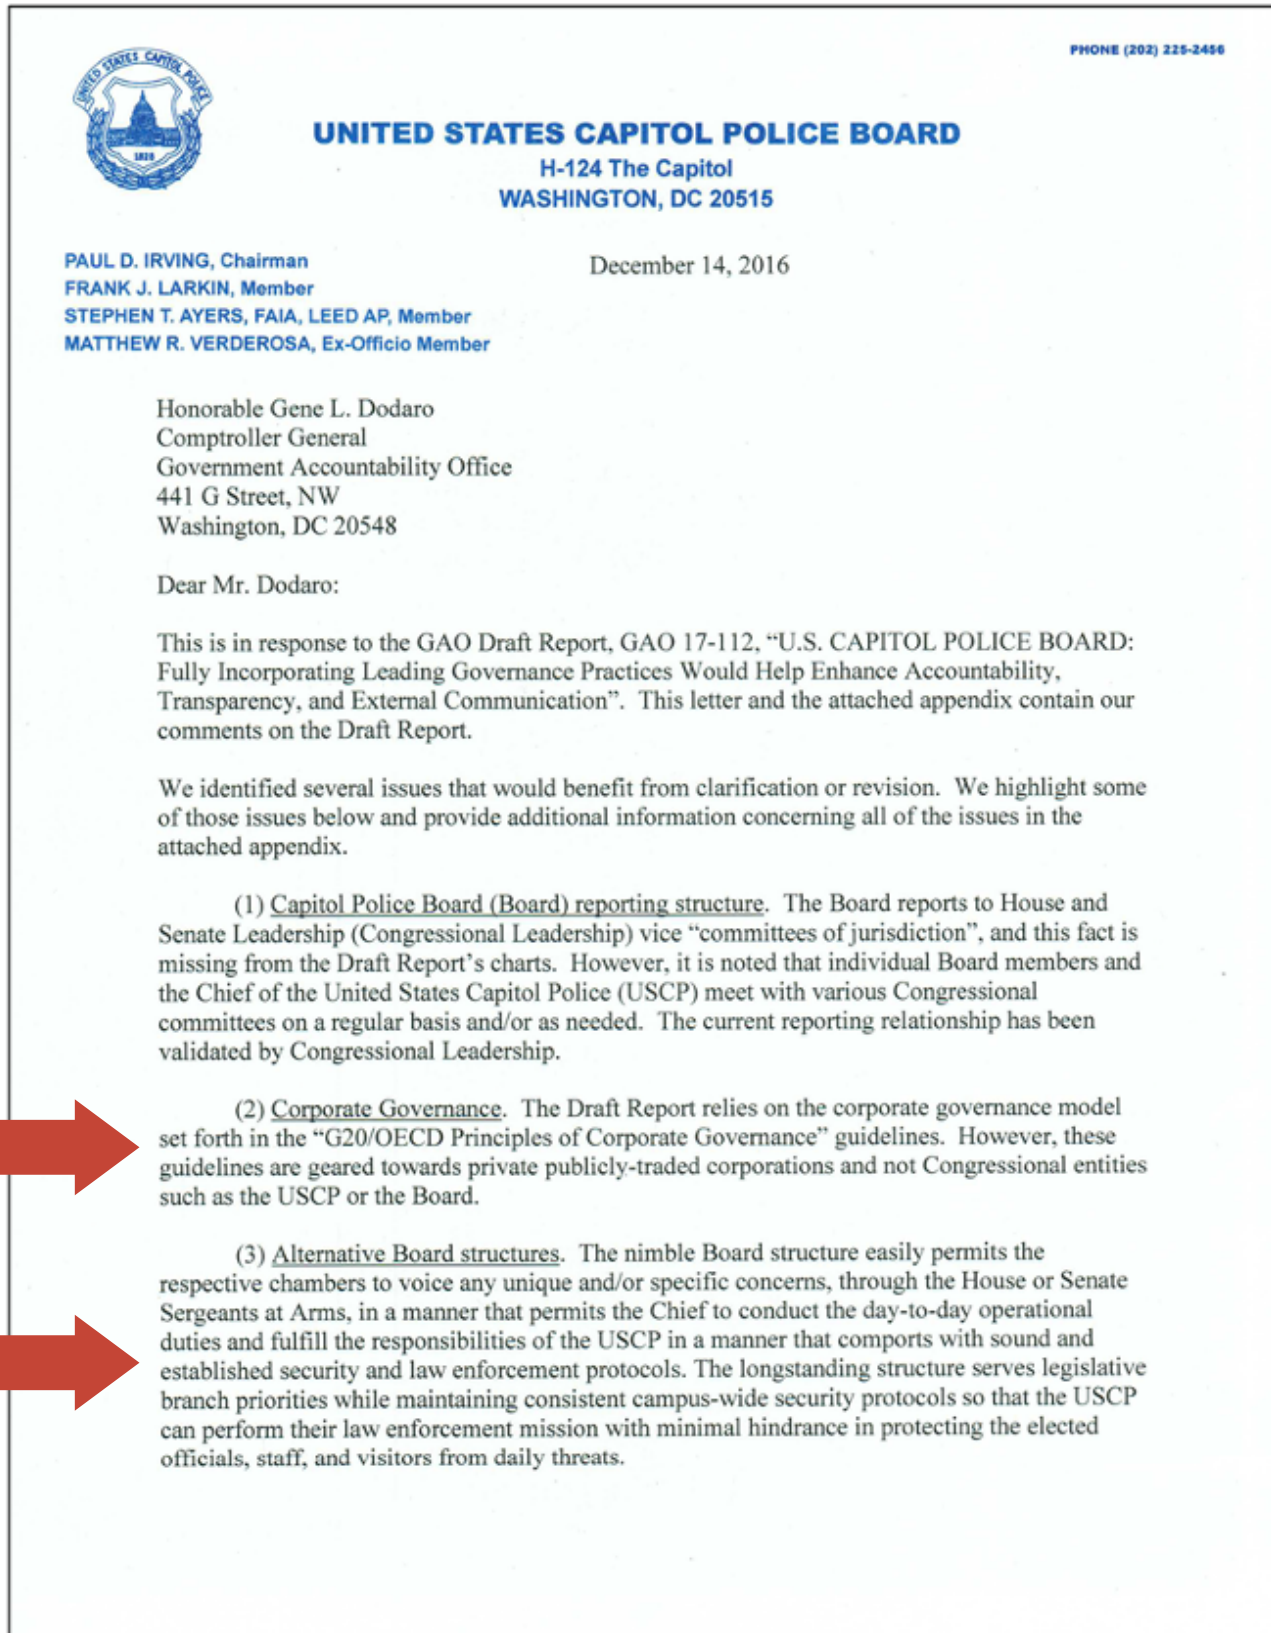 PHONE (202) 225-2456
UNITED STATES CAPITOL POLICE
1828
UNITED STATES CAPITOL POLICE BOARD
H-124 The Capitol
WASHINGTON, DC 20515
PAUL D. IRVING, Chairman
FRANK J. LARKIN, Member
STEPHEN T. AYERS, FAIA, LEED AP, Member
MATTHEW R. VERDEROSA, Ex-Officio Member
December 14, 2016
Honorable Gene L. Dodaro
Comptroller General
Government Accountability Office
441 G Street, NW
Washington, DC 20548
Dear Mr. Dodaro:
This is in response to the GAO Draft Report, GAO 17-112, “U.S. CAPITOL POLICE BOARD:
Fully Incorporating Leading Governance Practices Would Help Enhance Accountability,
Transparency, and External Communication”. This letter and the attached appendix contain our
comments on the Draft Report.
We identified several issues that would benefit from clarification or revision. We highlight some
of those issues below and provide additional information concerning all of the issues in the
attached appendix.
(1) Capitol Police Board (Board) reporting structure. The Board reports to House and
Senate Leadership (Congressional Leadership) vice “committees of jurisdiction”, and this fact is
missing from the Draft Report’s charts. However, it is noted that individual Board members and
the Chief of the United States Capitol Police (USCP) meet with various Congressional
committees on a regular basis and/or as needed. The current reporting relationship has been
validated by Congressional Leadership.
(2) Corporate Governance. The Draft Report relies on the corporate governance model
set forth in the “G20/OECD Principles of Corporate Governance” guidelines. However, these
guidelines are geared towards private publicly-traded corporations and not Congressional entities
such as the USCP or the Board.
(3) Alternative Board structures. The nimble Board structure easily permits the
respective chambers to voice any unique and/or specific concerns, through the House or Senate
Sergeants at Arms, in a manner that permits the Chief to conduct the day-to-day operational
duties and fulfill the responsibilities of the USCP in a manner that comports with sound and
established security and law enforcement protocols. The longstanding structure serves legislative
branch priorities while maintaining consistent campus-wide security protocols so that the USCP
can perform their law enforcement mission with minimal hindrance in protecting the elected
officials, staff, and visitors from daily threats.